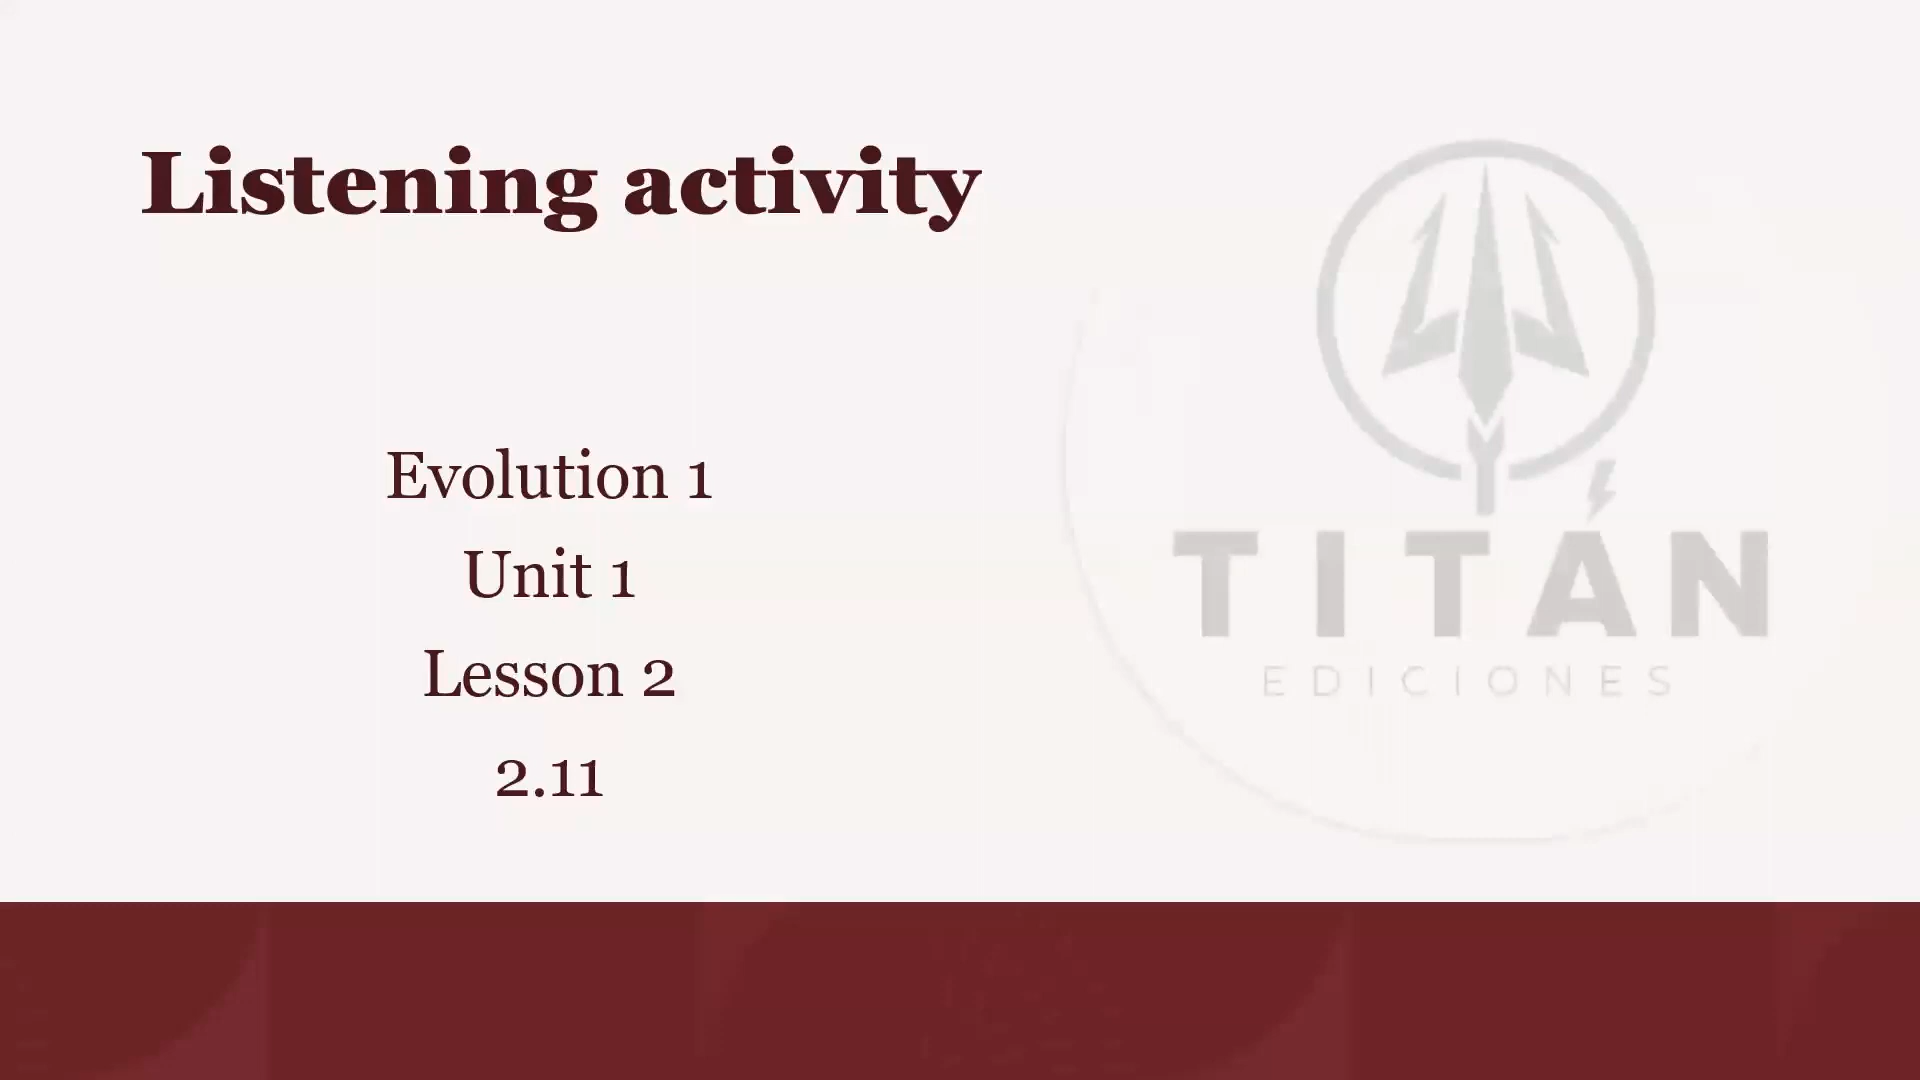 Listening activity
Evolution 1
Unit 1
Lesson 2
2.11
TITÁN
EDICIONES